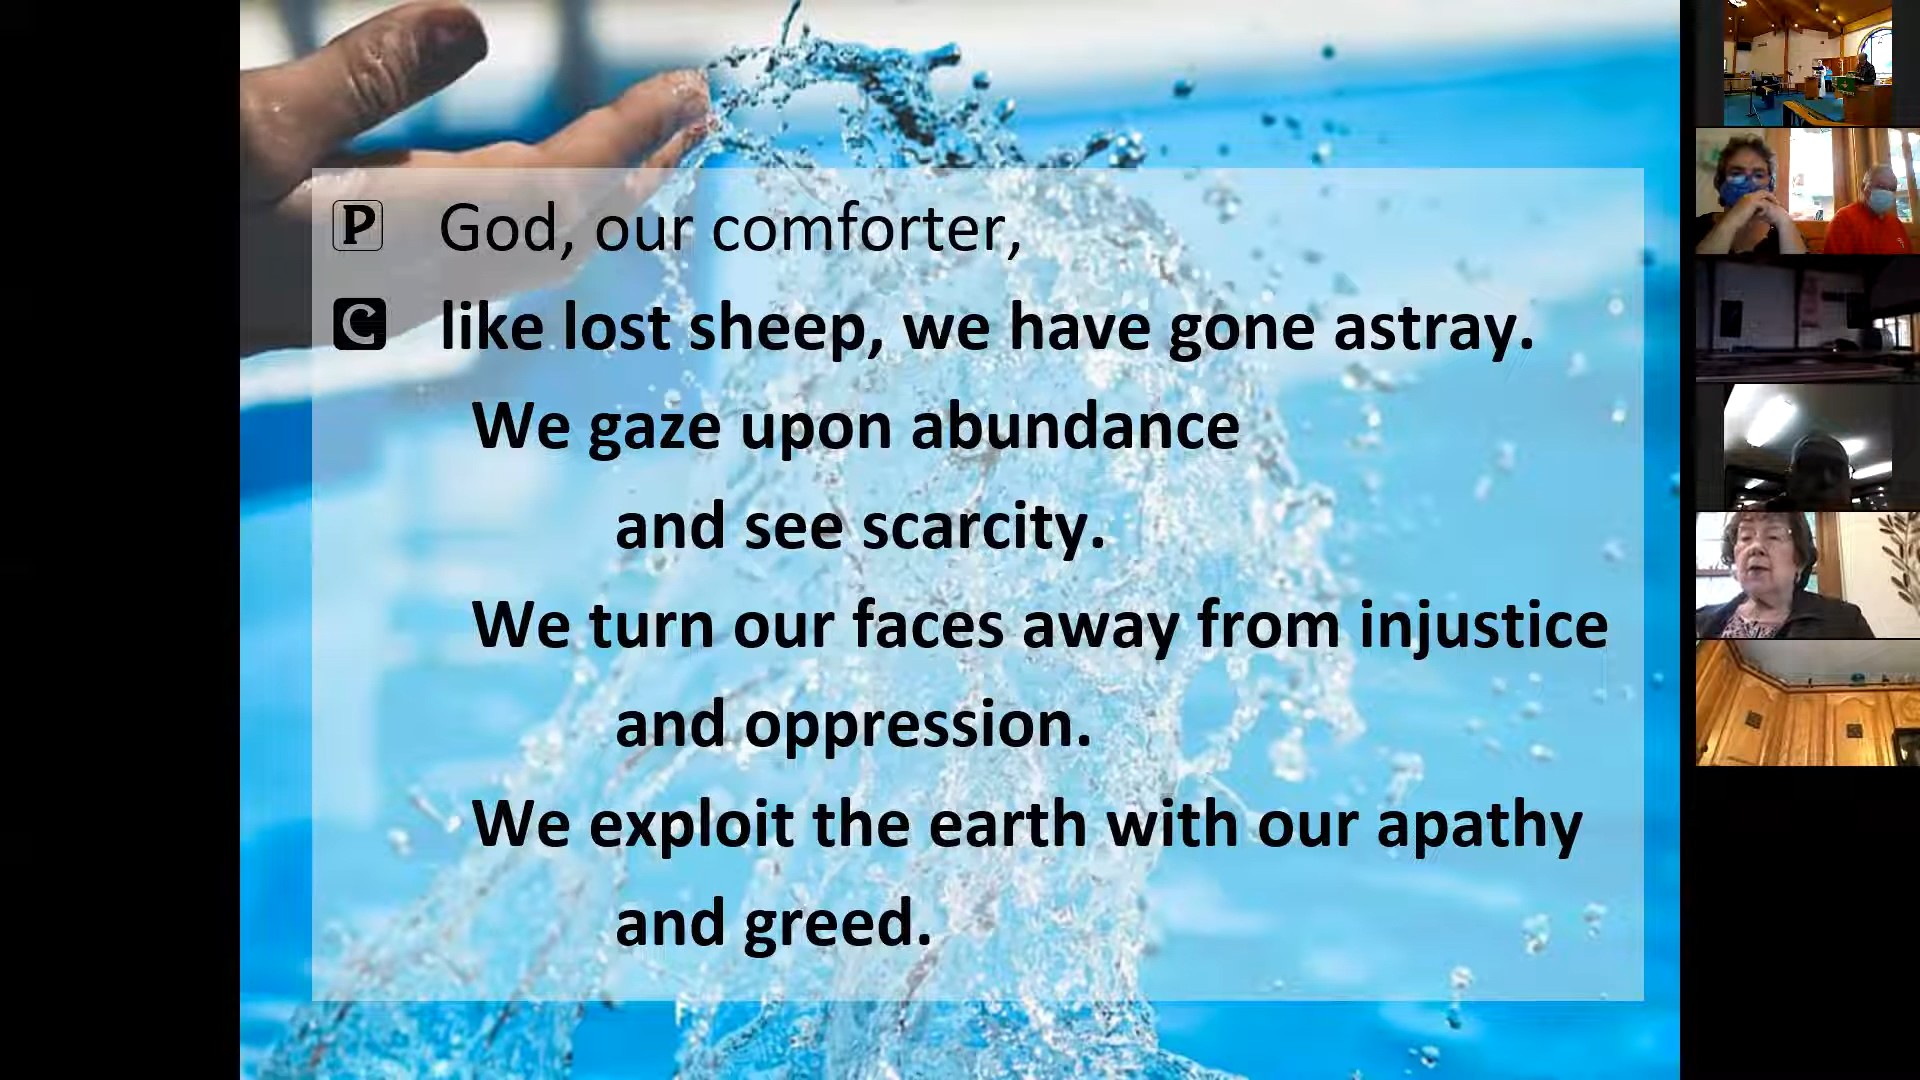 P God, our comforter,
C like lost sheep, we have gone astray.
We gaze upon abundance
and see scarcity.
We turn our faces away from injustice
and oppression.
We exploit the earth with our apathy
and greed.